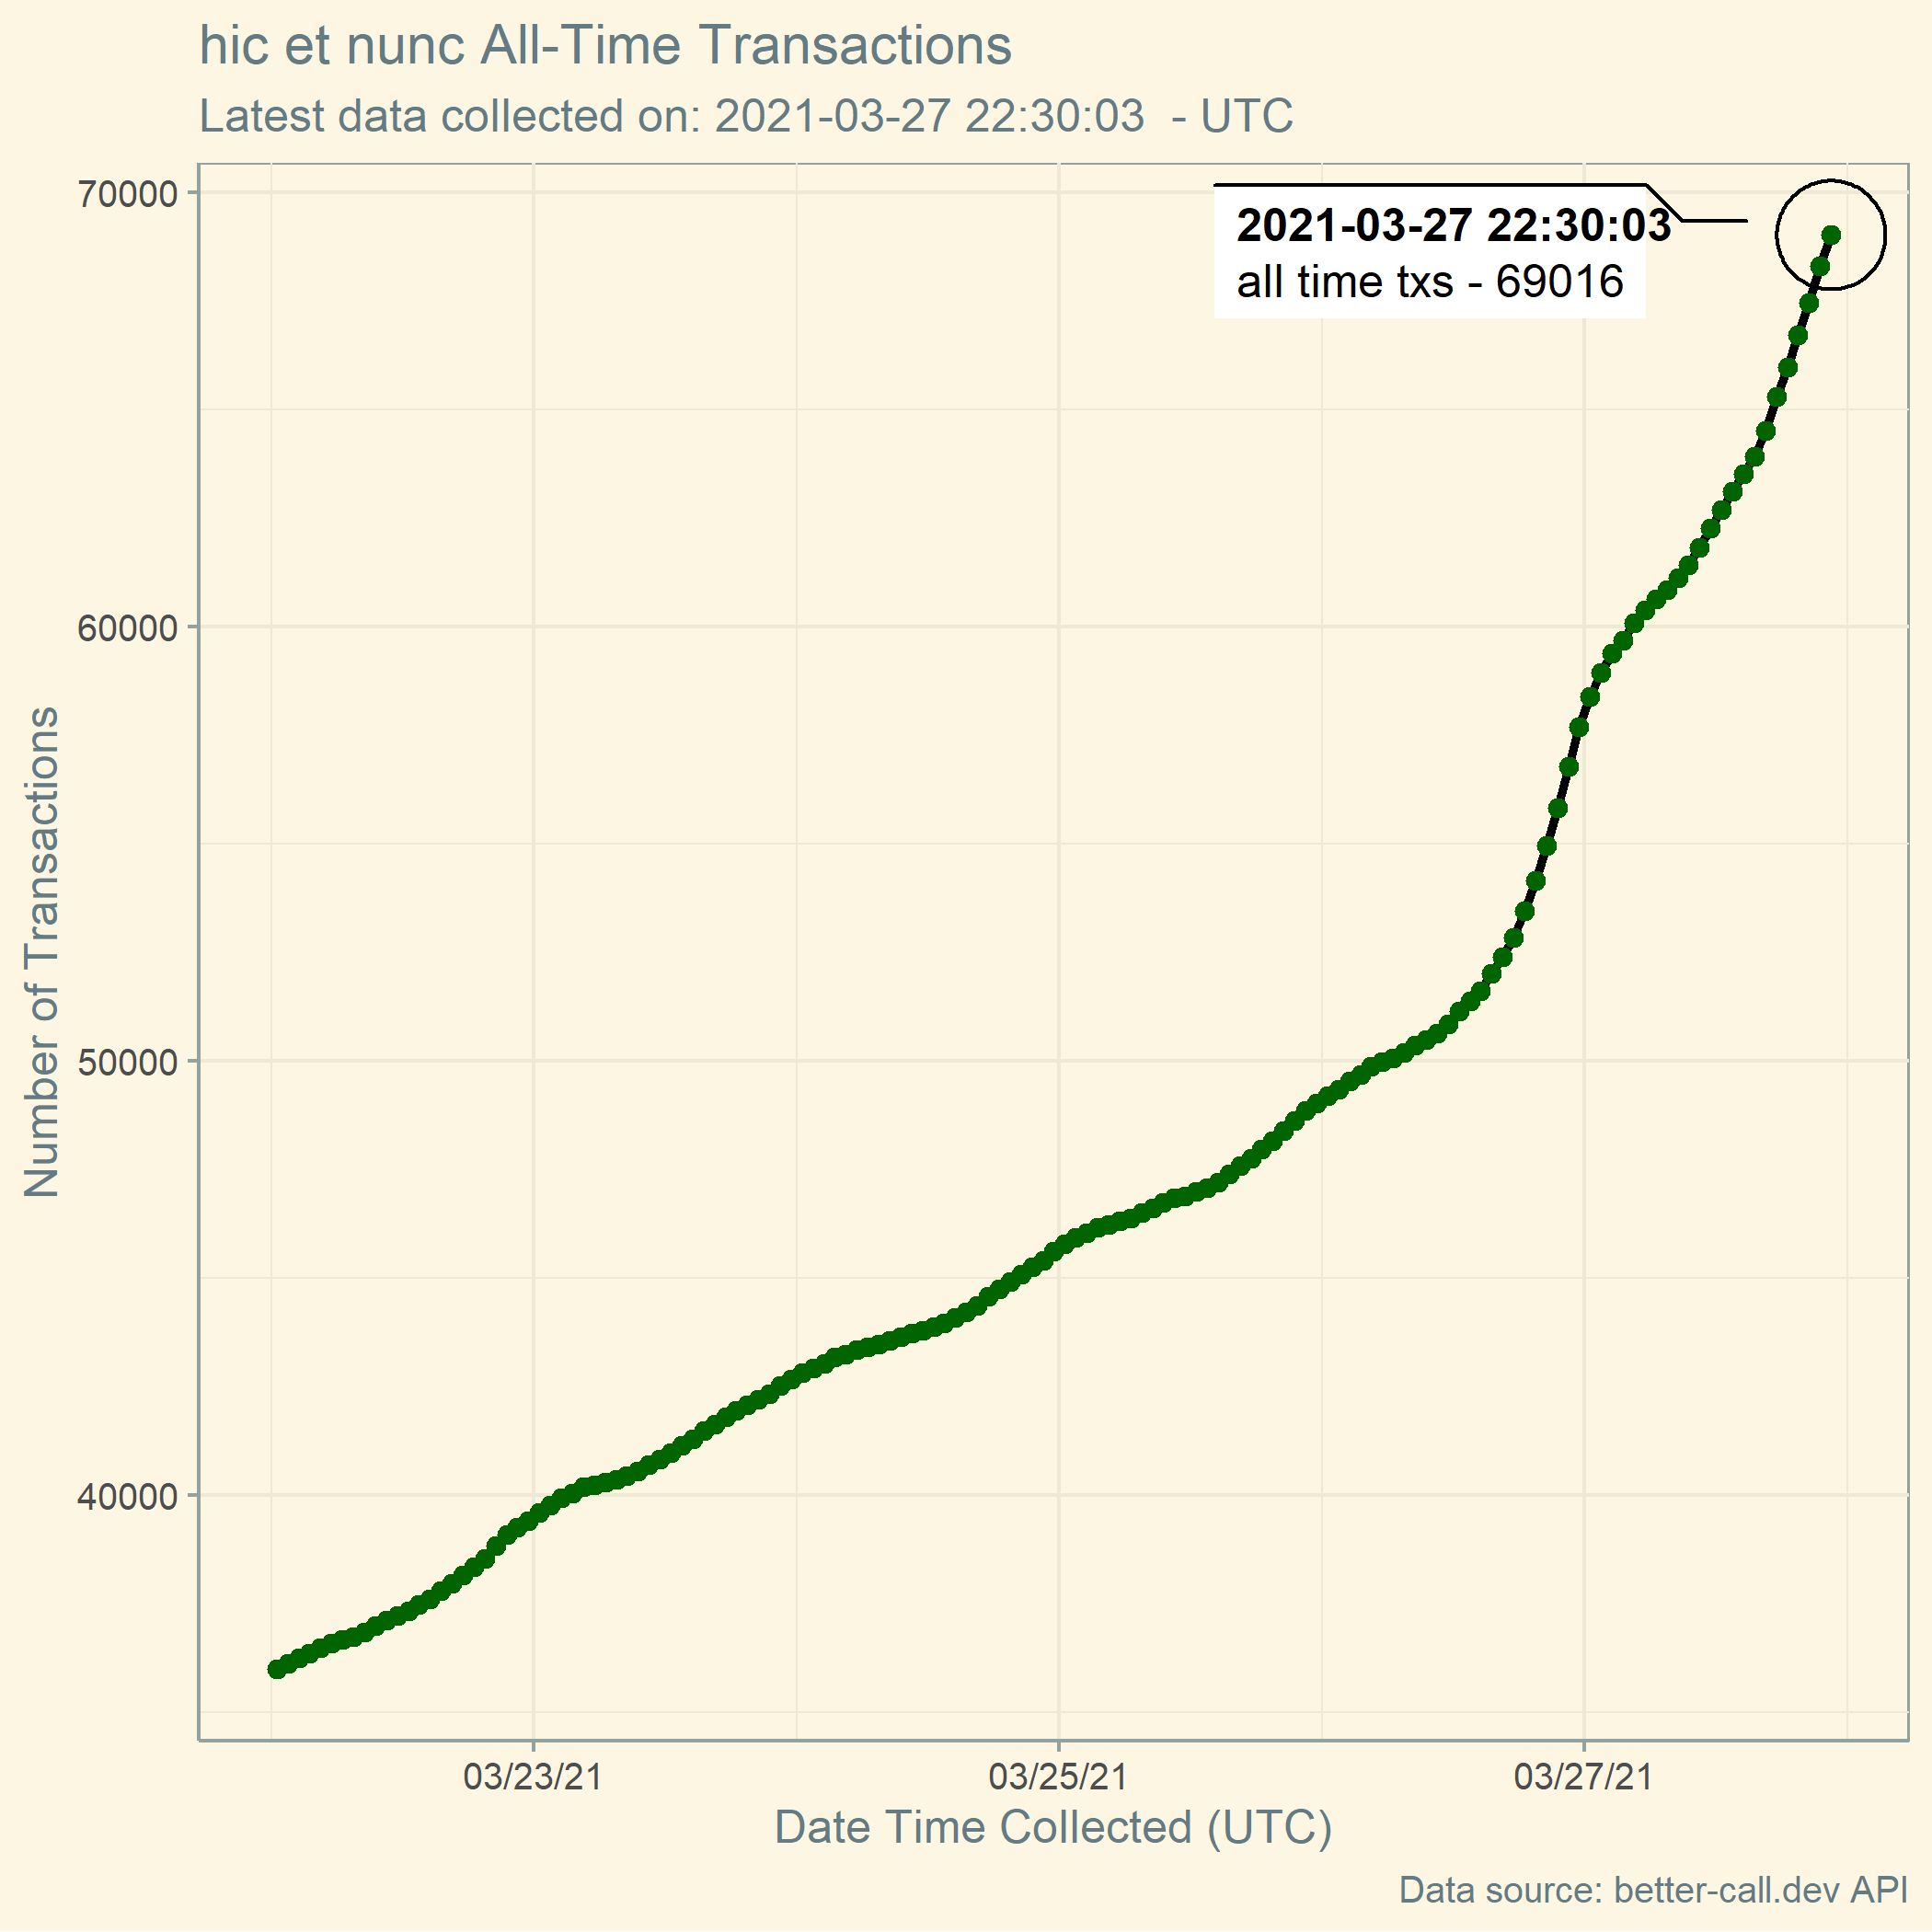 hic et nunc All-Time Transactions
Latest data collected on: 2021-03-27 22:30:03  - UTC
70000
2021-03-27 22:30:03
all time txs - 69016
60000
50000
40000
Number of Transactions
03/23/21
03/25/21
03/27/21
Date Time Collected (UTC)
Data source: better-call.dev API